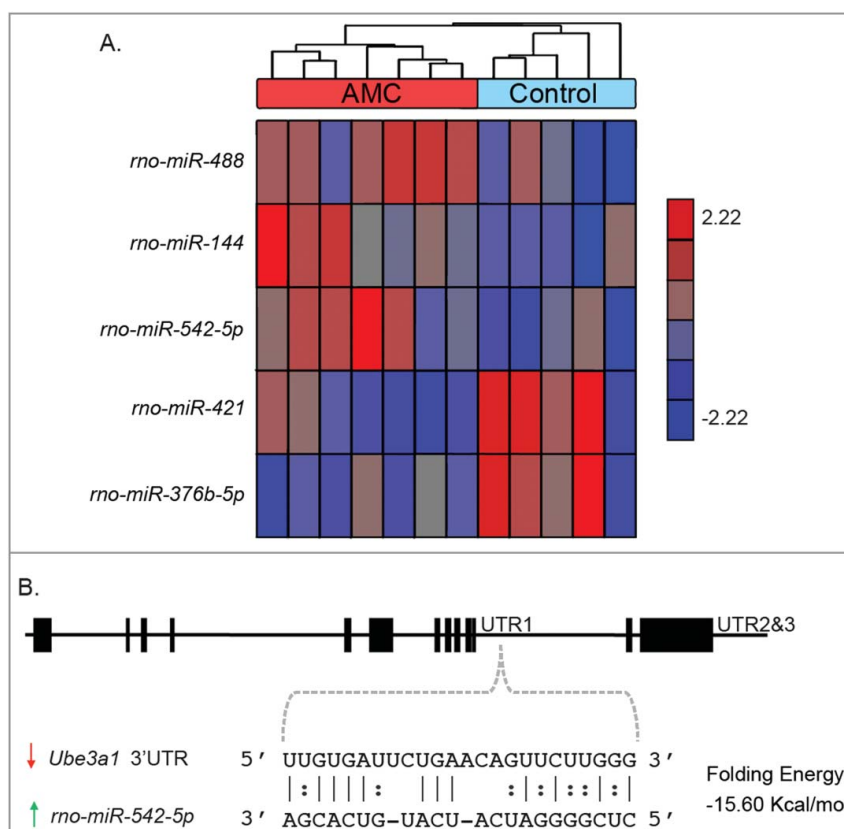 A.
AMC Control
rno-miR-488
rno-miR-144
rno-miR-542-5p
rno-miR-421
rno-miR-376b-5p
2.22
-2.22
B.
UTR1 UTR2&3
Ube3a1 3'UTR 5' UUGUGAUUCUGAACAGUUCUUGGG 3'
rno-miR-542-5p 3' AGCACUG-UACU-ACUAGGGGCUC 5'
Folding Energy
-15.60 Kcal/mo